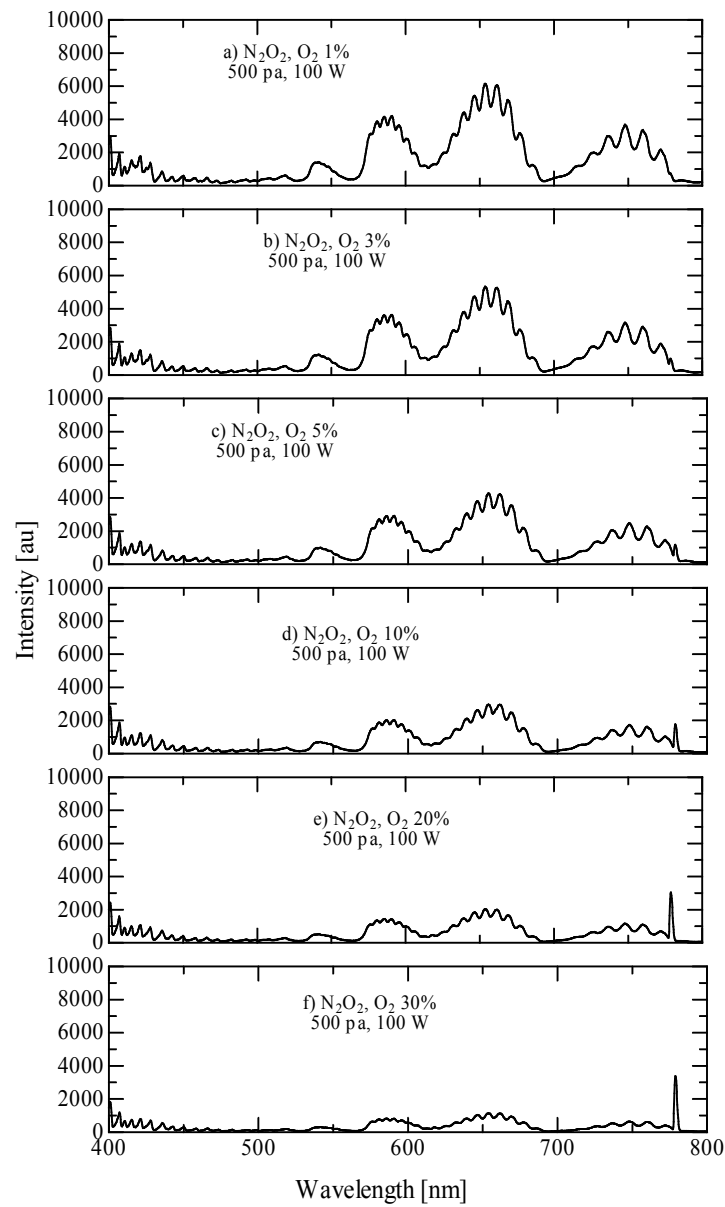 10000
8000
6000
4000
2000
0
a) N₂O₂, O₂ 1%
500 pa, 100 W
10000
8000
6000
4000
2000
0
b) N₂O₂, O₂ 3%
500 pa, 100 W
10000
8000
6000
4000
2000
0
c) N₂O₂, O₂ 5%
500 pa, 100 W
Intensity [au]
10000
8000
6000
4000
2000
0
d) N₂O₂, O₂ 10%
500 pa, 100 W
10000
8000
6000
4000
2000
0
e) N₂O₂, O₂ 20%
500 pa, 100 W
10000
8000
6000
4000
2000
0
f) N₂O₂, O₂ 30%
500 pa, 100 W
400 500 600 700 800
Wavelength [nm]